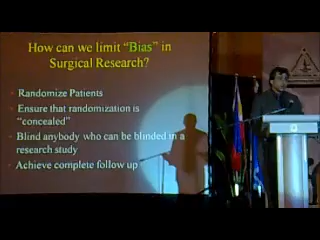 How can we limit “Bias” in
Surgical Research?
Randomize Patients
Ensure that randomization is
“concealed”
Blind anybody who can be blinded in a
research study
Achieve complete follow up